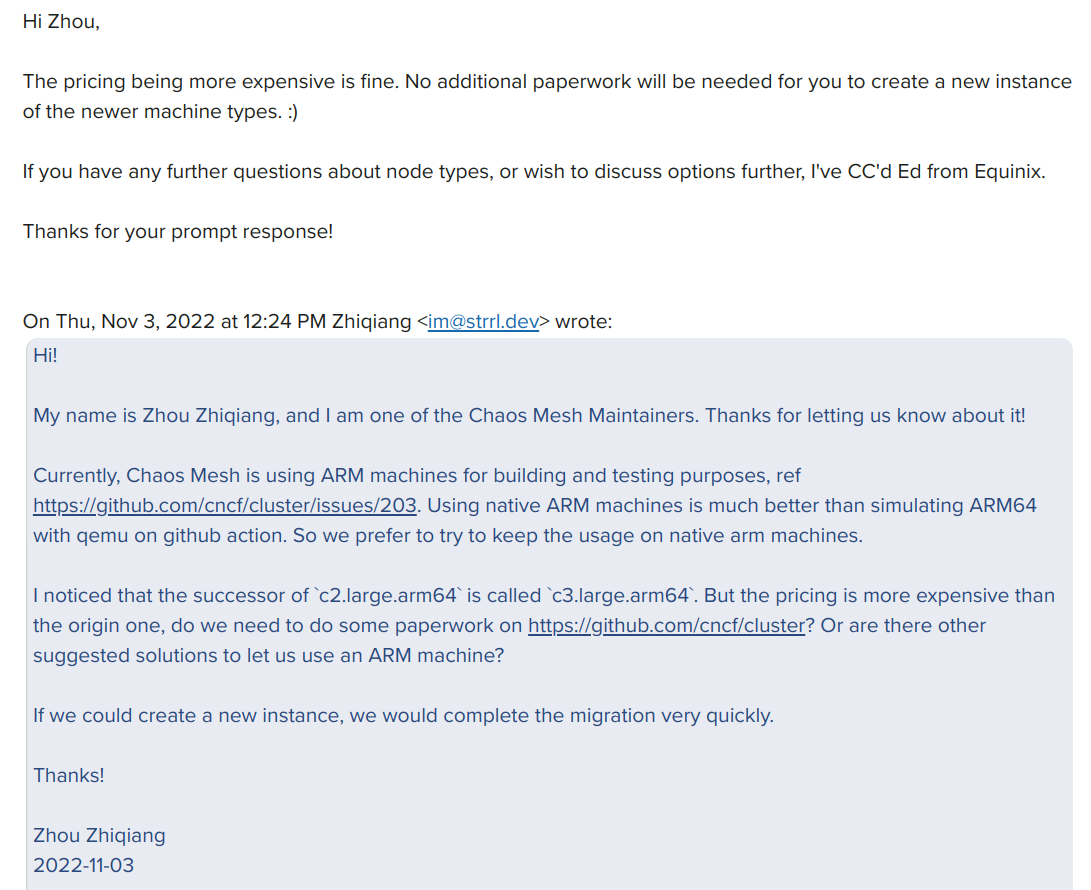 Hi Zhou,
The pricing being more expensive is fine. No additional paperwork will be needed for you to create a new instance
of the newer machine types. :)
If you have any further questions about node types, or wish to discuss options further, I've CC'd Ed from Equinix.
Thanks for your prompt response!
On Thu, Nov 3, 2022 at 12:24 PM Zhiqiang <im@strrl.dev> wrote:
Hi!
My name is Zhou Zhiqiang, and I am one of the Chaos Mesh Maintainers. Thanks for letting us know about it!
Currently, Chaos Mesh is using ARM machines for building and testing purposes, ref
https://github.com/cncf/cluster/issues/203. Using native ARM machines is much better than simulating ARM64
with qemu on github action. So we prefer to try to keep the usage on native arm machines.
I noticed that the successor of `c2.large.arm64` is called `c3.large.arm64`. But the pricing is more expensive than
the origin one, do we need to do some paperwork on https://github.com/cncf/cluster? Or are there other
suggested solutions to let us use an ARM machine?
If we could create a new instance, we would complete the migration very quickly.
Thanks!
Zhou Zhiqiang
2022-11-03